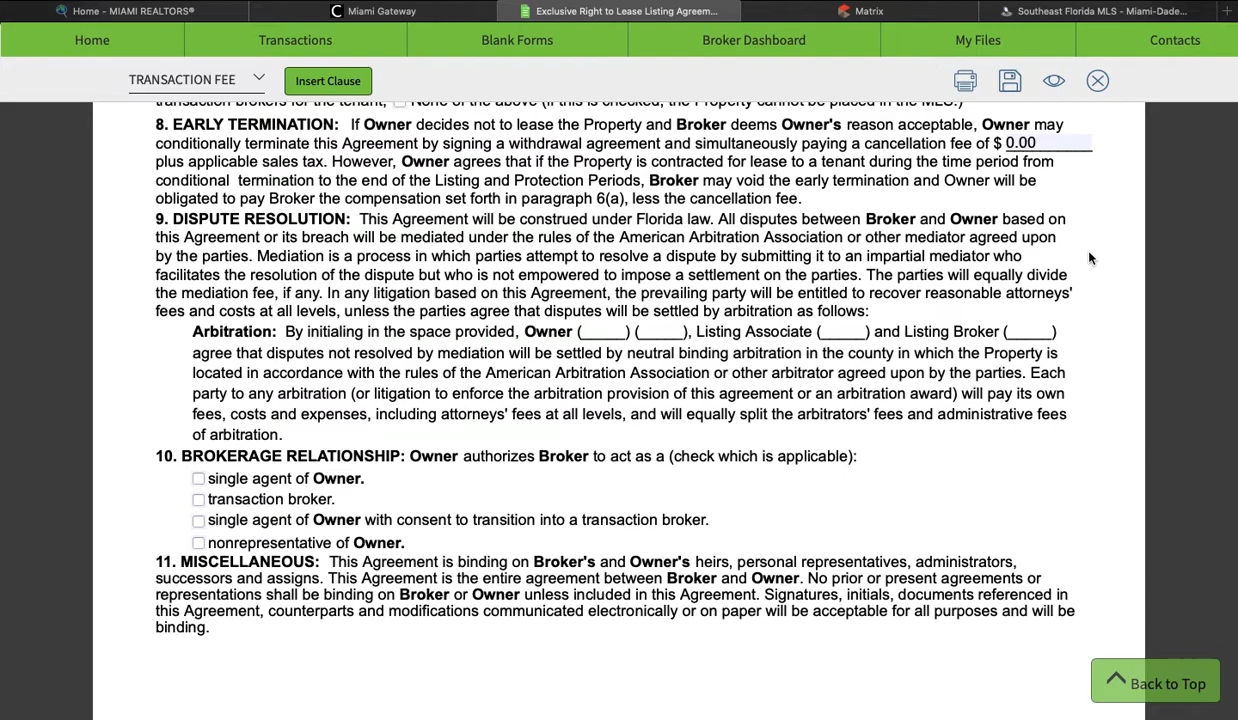 Home - MIAMI REALTORS®
Miami Gateway
Exclusive Right to Lease Listing Agreem...
Matrix
Southeast Florida MLS - Miami-Dade...
Home
Transactions
Blank Forms
Broker Dashboard
My Files
Contacts
TRANSACTION FEE
Insert Clause
transaction brokers for the tenant, None of the above (if this is checked, the Property cannot be placed in the MLS.)
8. EARLY TERMINATION: If Owner decides not to lease the Property and Broker deems Owner's reason acceptable, Owner may
conditionally terminate this Agreement by signing a withdrawal agreement and simultaneously paying a cancellation fee of $ 0.00
plus applicable sales tax. However, Owner agrees that if the Property is contracted for lease to a tenant during the time period from
conditional termination to the end of the Listing and Protection Periods, Broker may void the early termination and Owner will be
obligated to pay Broker the compensation set forth in paragraph 6(a), less the cancellation fee.
9. DISPUTE RESOLUTION: This Agreement will be construed under Florida law. All disputes between Broker and Owner based on
this Agreement or its breach will be mediated under the rules of the American Arbitration Association or other mediator agreed upon
by the parties. Mediation is a process in which parties attempt to resolve a dispute by submitting it to an impartial mediator who
facilitates the resolution of the dispute but who is not empowered to impose a settlement on the parties. The parties will equally divide
the mediation fee, if any. In any litigation based on this Agreement, the prevailing party will be entitled to recover reasonable attorneys'
fees and costs at all levels, unless the parties agree that disputes will be settled by arbitration as follows:
Arbitration: By initialing in the space provided, Owner (_____) (_____), Listing Associate (_____) and Listing Broker (_____)
agree that disputes not resolved by mediation will be settled by neutral binding arbitration in the county in which the Property is
located in accordance with the rules of the American Arbitration Association or other arbitrator agreed upon by the parties. Each
party to any arbitration (or litigation to enforce the arbitration provision of this agreement or an arbitration award) will pay its own
fees, costs and expenses, including attorneys' fees at all levels, and will equally split the arbitrators' fees and administrative fees
of arbitration.
10. BROKERAGE RELATIONSHIP: Owner authorizes Broker to act as a (check which is applicable):
single agent of Owner.
transaction broker.
single agent of Owner with consent to transition into a transaction broker.
nonrepresentative of Owner.
11. MISCELLANEOUS: This Agreement is binding on Broker's and Owner's heirs, personal representatives, administrators,
successors and assigns. This Agreement is the entire agreement between Broker and Owner. No prior or present agreements or
representations shall be binding on Broker or Owner unless included in this Agreement. Signatures, initials, documents referenced in
this Agreement, counterparts and modifications communicated electronically or on paper will be acceptable for all purposes and will be
binding.
Back to Top